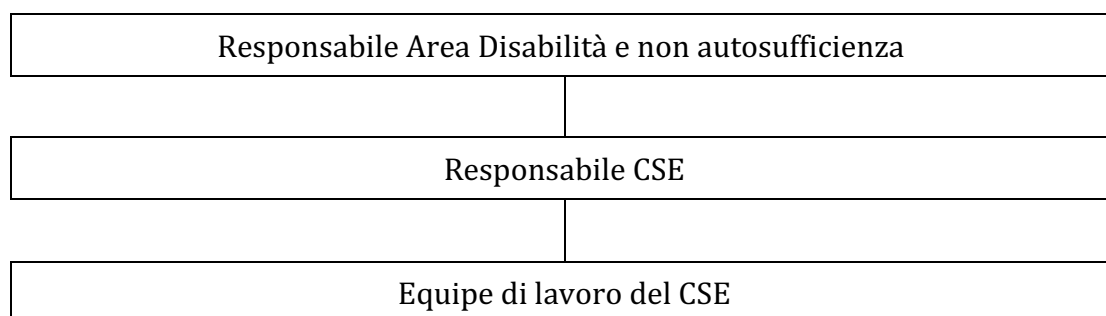 Responsabile Area Disabilità e non autosufficienza
Responsabile CSE
Equipe di lavoro del CSE